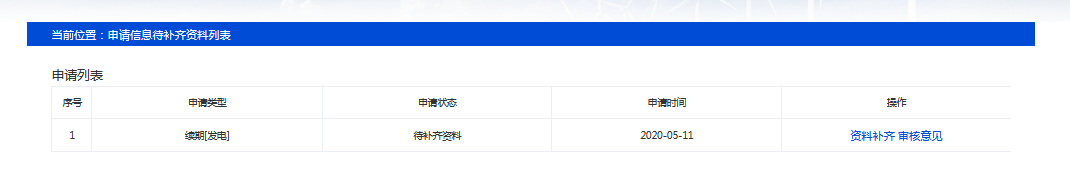 当前位置：申请信息待补齐资料列表
申请列表
序号 申请类型 申请状态 申请时间 操作
1 续期[发电] 待补齐资料 2020-05-11 资料补齐 审核意见